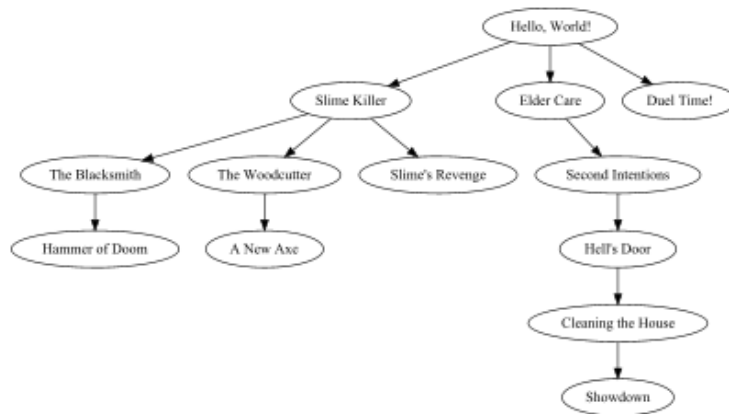 Hello, World!
Slime Killer
Elder Care
Duel Time!
The Blacksmith
The Woodcutter
Slime's Revenge
Second Intentions
Hammer of Doom
A New Axe
Hell's Door
Cleaning the House
Showdown